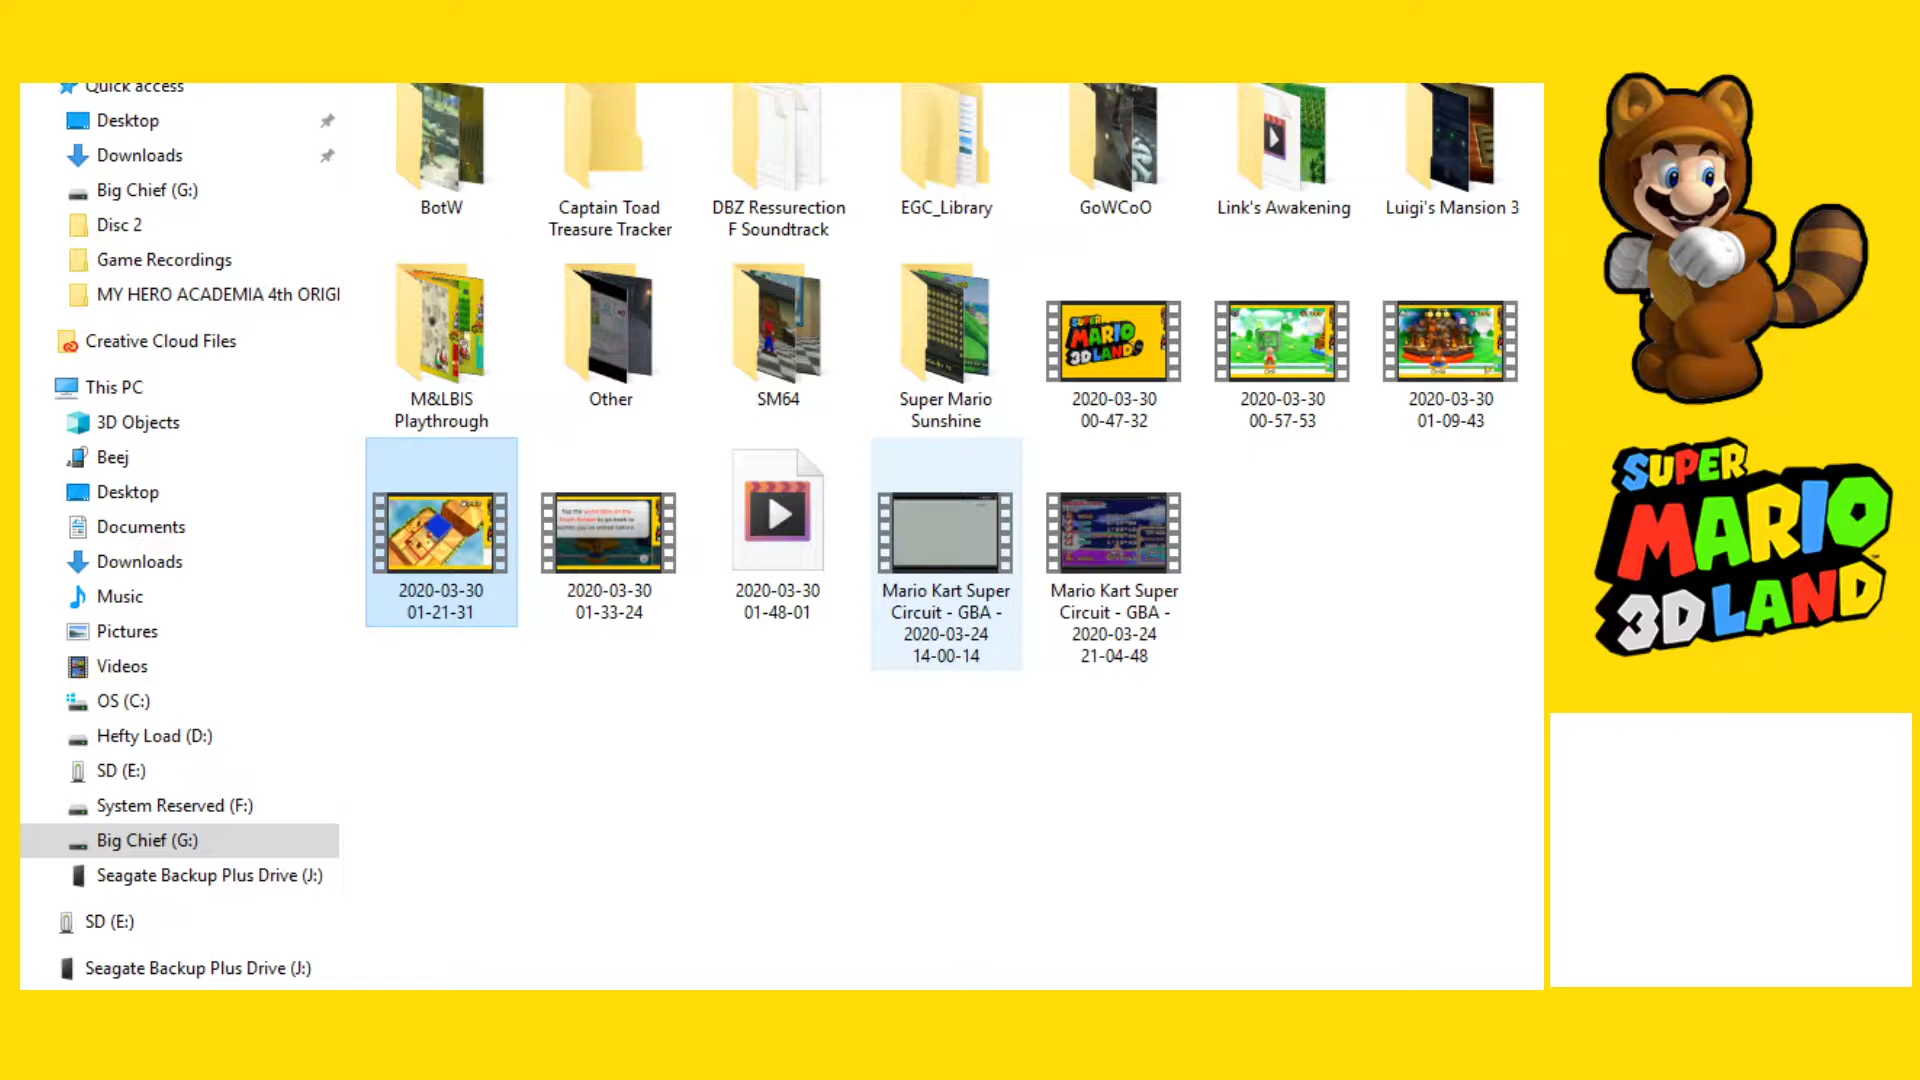 Quick access
Desktop
Downloads
Big Chief (G:)
Disc 2
Game Recordings
MY HERO ACADEMIA 4th ORIGI
Creative Cloud Files
This PC
3D Objects
Beej
Desktop
Documents
Downloads
Music
Pictures
Videos
OS (C:)
Hefty Load (D:)
SD (E:)
System Reserved (F:)
Big Chief (G:)
Seagate Backup Plus Drive (J:)
SD (E:)
Seagate Backup Plus Drive (J:)
BotW
Captain Toad
Treasure Tracker
DBZ Ressurection
F Soundtrack
EGC_Library
GoWCoO
Link's Awakening
Luigi's Mansion 3
M&LBIS
Playthrough
Other
SM64
Super Mario
Sunshine
SUPER
MARIO
3D LAND
2020-03-30
00-47-32
2020-03-30
00-57-53
2020-03-30
01-09-43
2020-03-30
01-21-31
2020-03-30
01-33-24
2020-03-30
01-48-01
Mario Kart Super
Circuit - GBA -
2020-03-24
14-00-14
Mario Kart Super
Circuit - GBA -
2020-03-24
21-04-48
SUPER
MARIO
3D LAND
TM